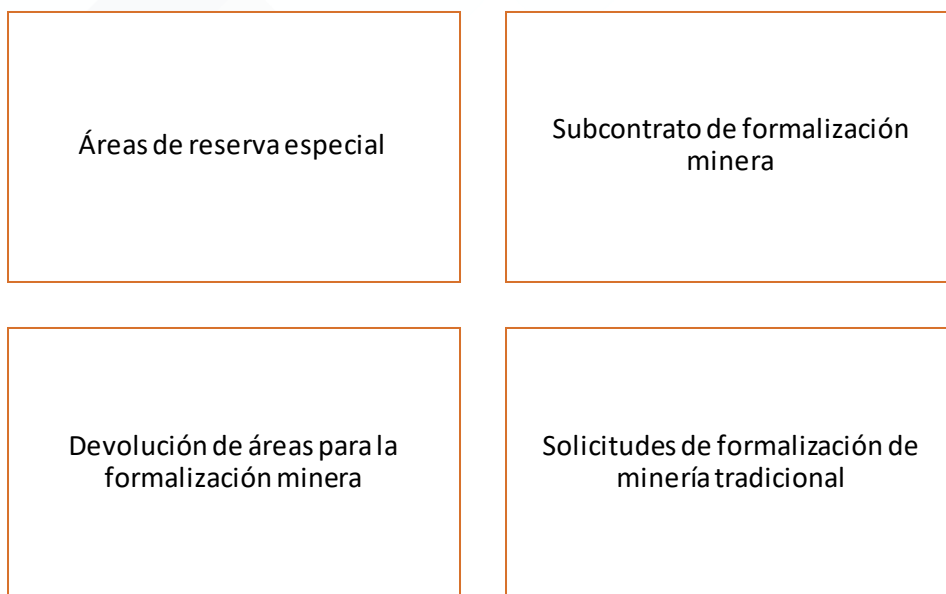 Áreas de reserva especial
Subcontrato de formalización
minera
Devolución de áreas para la
formalización minera
Solicitudes de formalización de
minería tradicional